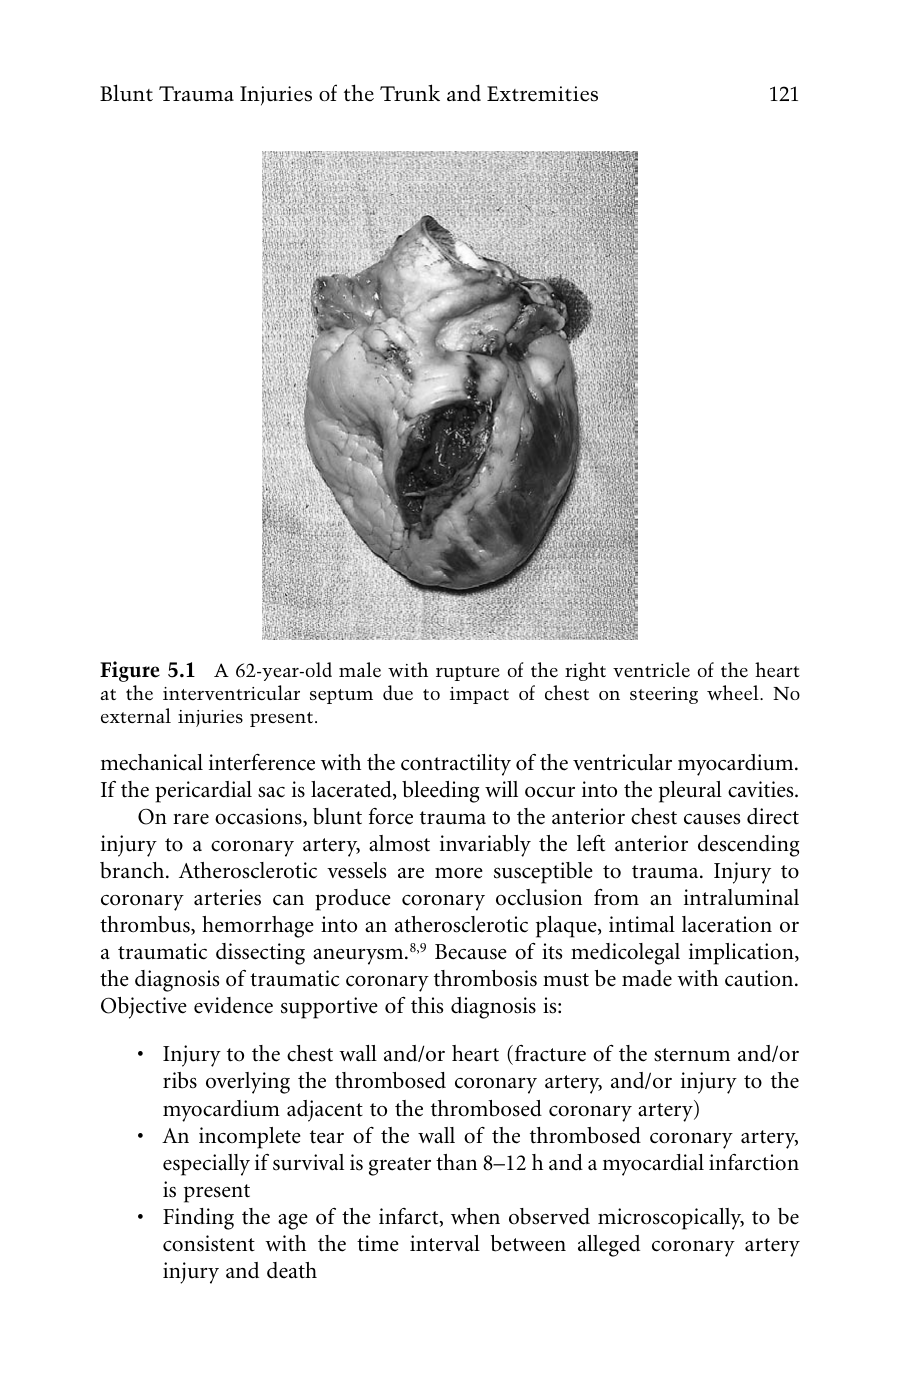 Blunt Trauma Injuries of the Trunk and Extremities 121
Figure 5.1 A 62-year-old male with rupture of the right ventricle of the heart
at the interventricular septum due to impact of chest on steering wheel. No
external injuries present.
mechanical interference with the contractility of the ventricular myocardium.
If the pericardial sac is lacerated, bleeding will occur into the pleural cavities.
On rare occasions, blunt force trauma to the anterior chest causes direct
injury to a coronary artery, almost invariably the left anterior descending
branch. Atherosclerotic vessels are more susceptible to trauma. Injury to
coronary arteries can produce coronary occlusion from an intraluminal
thrombus, hemorrhage into an atherosclerotic plaque, intimal laceration or
a traumatic dissecting aneurysm.8,9 Because of its medicolegal implication,
the diagnosis of traumatic coronary thrombosis must be made with caution.
Objective evidence supportive of this diagnosis is:
• Injury to the chest wall and/or heart (fracture of the sternum and/or
ribs overlying the thrombosed coronary artery, and/or injury to the
myocardium adjacent to the thrombosed coronary artery)
• An incomplete tear of the wall of the thrombosed coronary artery,
especially if survival is greater than 8–12 h and a myocardial infarction
is present
• Finding the age of the infarct, when observed microscopically, to be
consistent with the time interval between alleged coronary artery
injury and death